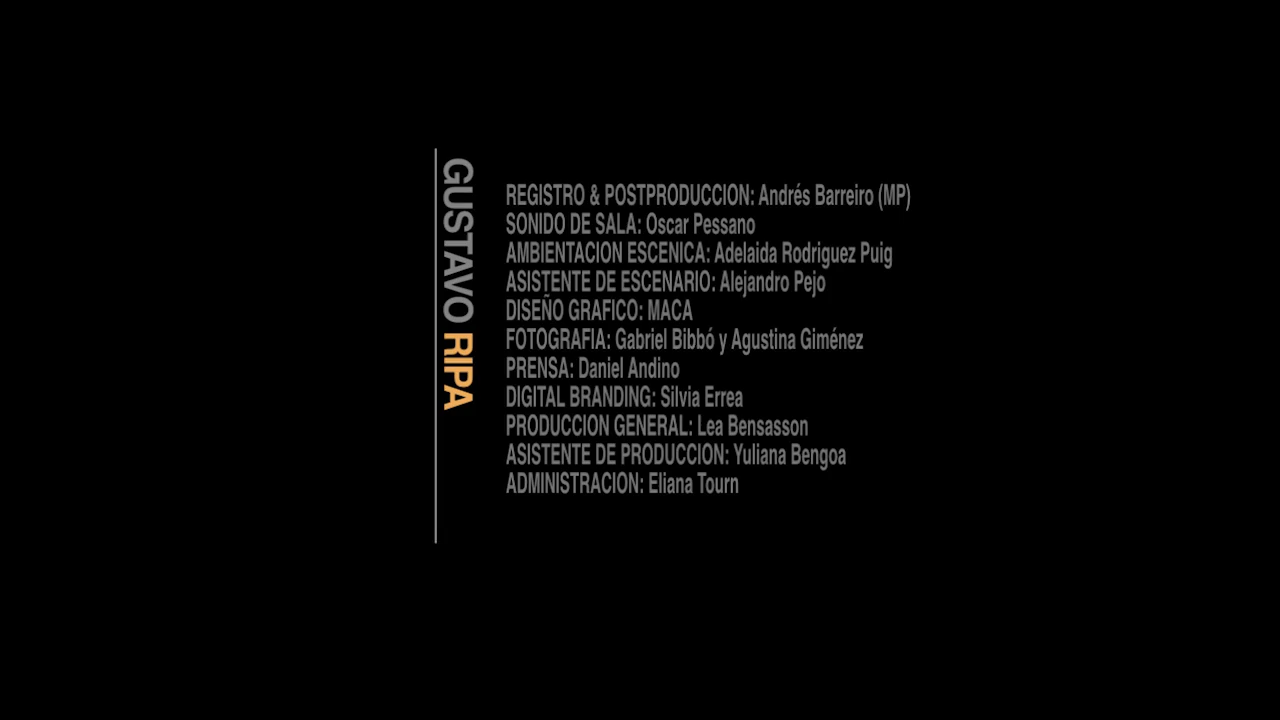 GUSTAVO RIPA
REGISTRO & POSTPRODUCCION: Andrés Barreiro (MP)
SONIDO DE SALA: Oscar Pessano
AMBIENTACION ESCENICA: Adelaida Rodriguez Puig
ASISTENTE DE ESCENARIO: Alejandro Pejo
DISEÑO GRAFICO: MACA
FOTOGRAFIA: Gabriel Bibbó y Agustina Giménez
PRENSA: Daniel Andino
DIGITAL BRANDING: Silvia Errea
PRODUCCION GENERAL: Lea Bensasson
ASISTENTE DE PRODUCCION: Yuliana Bengoa
ADMINISTRACION: Eliana Tourn